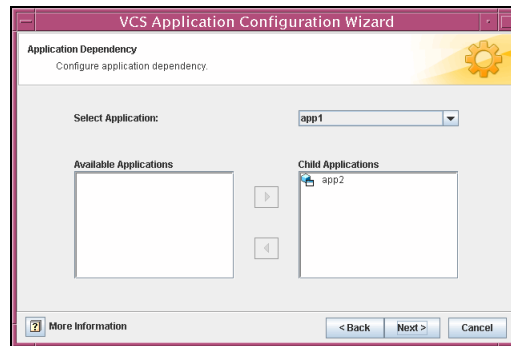 VCS Application Configuration Wizard
Application Dependency
Configure application dependency.
Select Application:
app1
Available Applications
Child Applications
app2
? More Information
< Back
Next >
Cancel